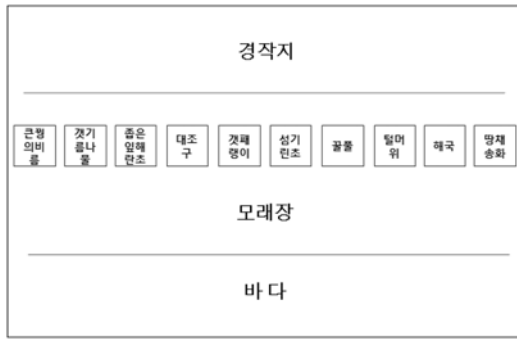 경작지
큰꿩의비름
갯기름나물
좁은잎해란초
대조구
갯패랭이
섬기린초
꿀풀
털머위
해국
땅채송화
모래장
바 다